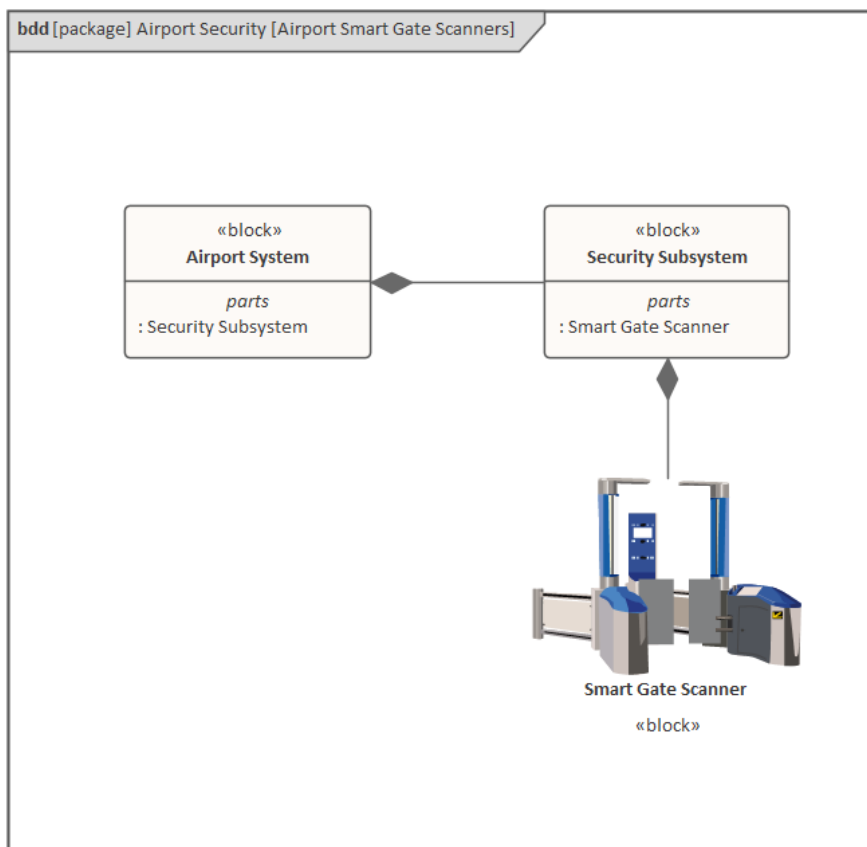 bdd [package] Airport Security [Airport Smart Gate Scanners]
«block»
Airport System
parts
: Security Subsystem
«block»
Security Subsystem
parts
: Smart Gate Scanner
Smart Gate Scanner
«block»